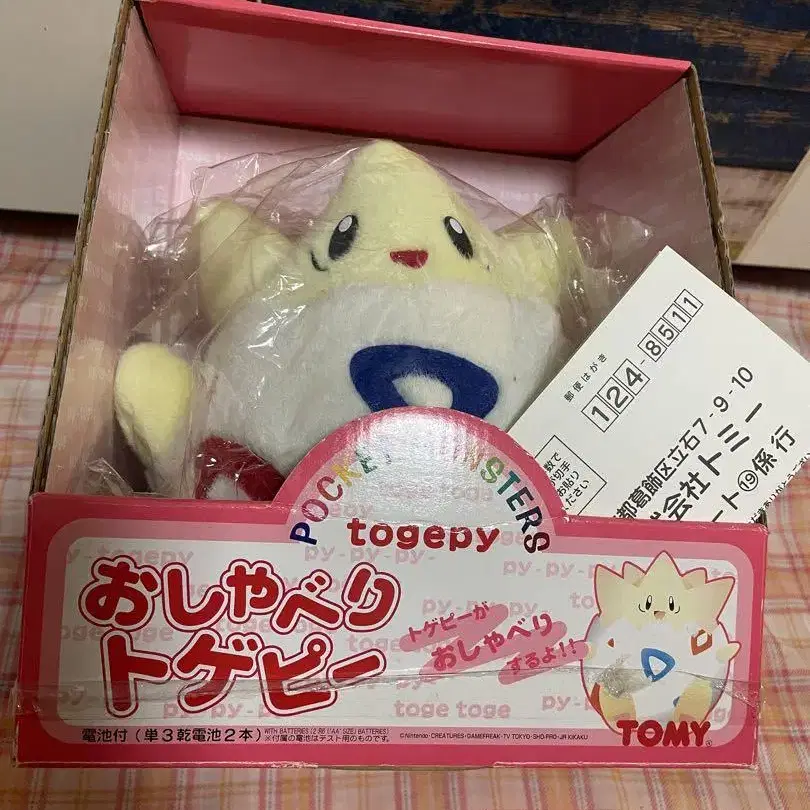 POCKET MONSTERS
togepy
py-py-py-py-
おしゃべり
トゲピー
トゲピーが
おしゃべり
するよ!!
toge toge
電池付(単3乾電池2本)
WITH BATTERIES (2 R6 ("AA" SIZE) BATTERIES)
※付属の電池はテスト用のものです。
©Nintendo・CREATURES・GAMEFREAK・TV TOKYO・SHO-PRO・JR KIKAKU
TOMY
郵便はがき
124-8511
都葛飾区立石7-9-10
会社トミー
ート⑲係行